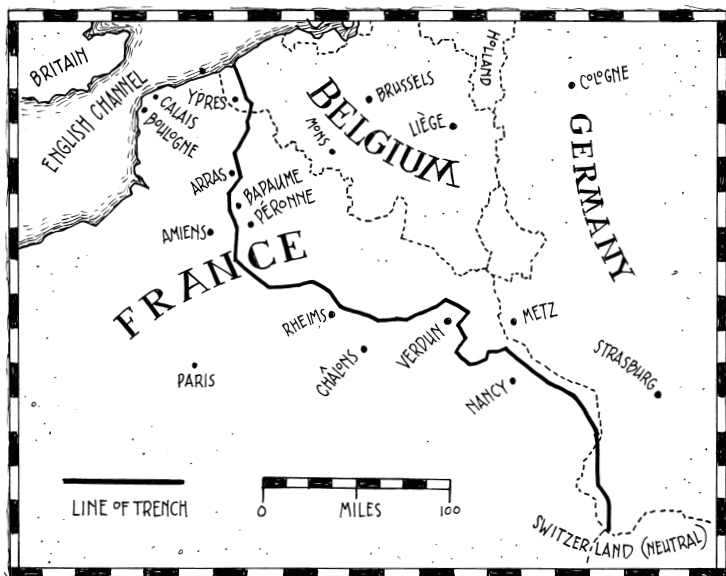 BRITAIN
ENGLISH CHANNEL
HOLLAND
COLOGNE
CALAIS
BOULOGNE
YPRES
BRUSSELS
BELGIUM
LIÈGE
MONS
GERMANY
ARRAS
BAPAUME
PÉRONNE
AMIENS
FRANCE
RHEIMS
VERDUN
METZ
CHÂLONS
PARIS
NANCY
STRASBURG
LINE OF TRENCH
0 MILES 100
SWITZERLAND (NEUTRAL)